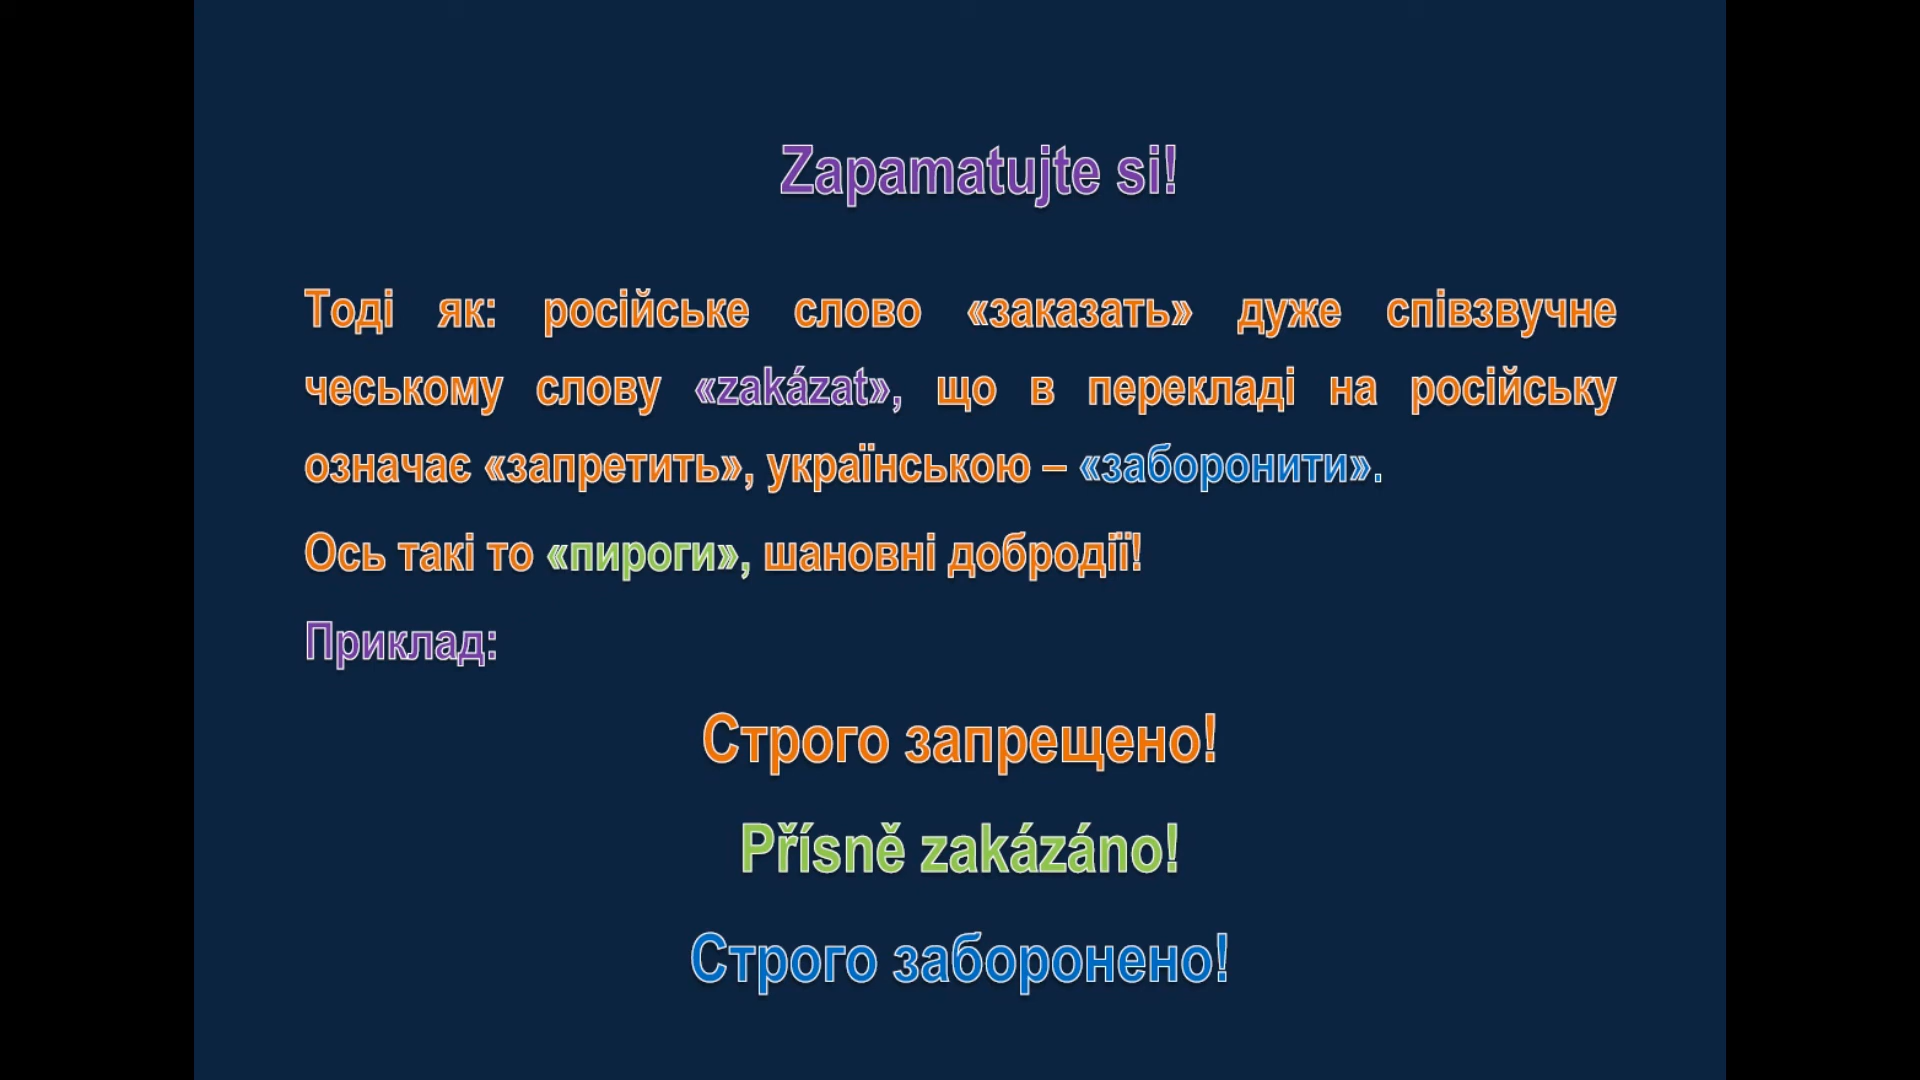 Zapamatujte si!
Тоді як: російське слово «заказать» дуже співзвучне
чеському слову «zakázat», що в перекладі на російську
означає «запретить», українською – «заборонити».
Ось такі то «пироги», шановні добродії!
Приклад:
Строго запрещено!
Přísně zakázáno!
Строго заборонено!